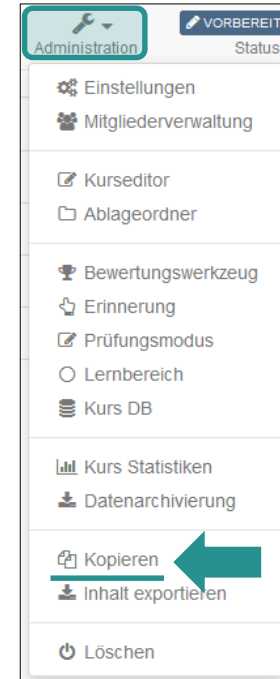 VORBEREIT
Administration
Status
Einstellungen
Mitgliederverwaltung
Kurseditor
Ablageordner
Bewertungswerkzeug
Erinnerung
Prüfungsmodus
Lernbereich
Kurs DB
Kurs Statistiken
Datenarchivierung
Kopieren
Inhalt exportieren
Löschen